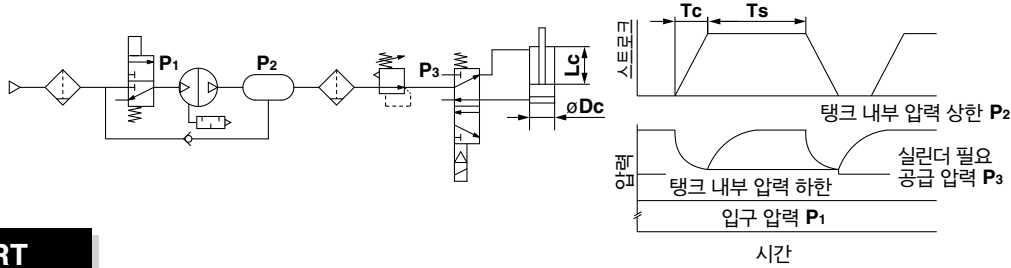 P1
P2
P3
Lc
øDc
Tc
Ts
스트로크
탱크 내부 압력 상한 P2
압력
실린더 필요
공급 압력 P3
탱크 내부 압력 하한
입구 압력 P1
시간
RT